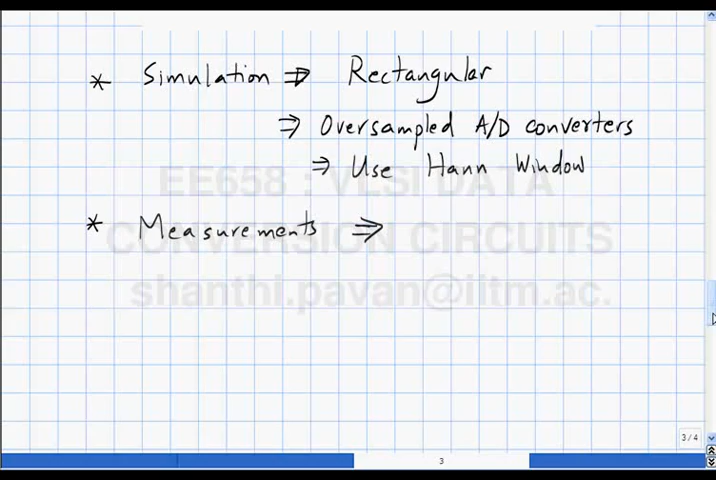 * Simulation ⇒ Rectangular
⇒ Oversampled A/D converters
⇒ Use Hann Window
EE658 : VLSI DATA
* Measurements ⇒
CONVERSION CIRCUITS
shanthi.pavan@iitm.ac.
3 / 4
3